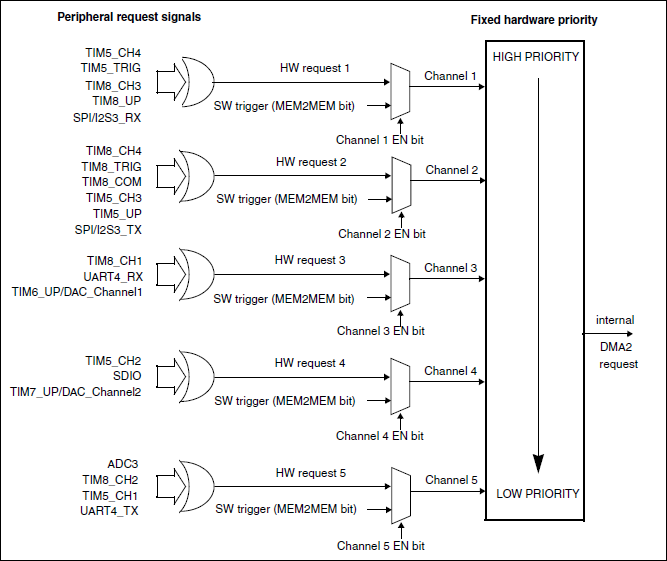 Peripheral request signals
Fixed hardware priority
TIM5_CH4
TIM5_TRIG
TIM8_CH3
TIM8_UP
SPI/I2S3_RX
HW request 1
SW trigger (MEM2MEM bit)
Channel 1
Channel 1 EN bit
HIGH PRIORITY
TIM8_CH4
TIM8_TRIG
TIM8_COM
TIM5_CH3
TIM5_UP
SPI/I2S3_TX
HW request 2
SW trigger (MEM2MEM bit)
Channel 2
Channel 2 EN bit
TIM8_CH1
UART4_RX
TIM6_UP/DAC_Channel1
HW request 3
SW trigger (MEM2MEM bit)
Channel 3
Channel 3 EN bit
internal
DMA2
request
TIM5_CH2
SDIO
TIM7_UP/DAC_Channel2
HW request 4
SW trigger (MEM2MEM bit)
Channel 4
Channel 4 EN bit
ADC3
TIM8_CH2
TIM5_CH1
UART4_TX
HW request 5
SW trigger (MEM2MEM bit)
Channel 5
Channel 5 EN bit
LOW PRIORITY